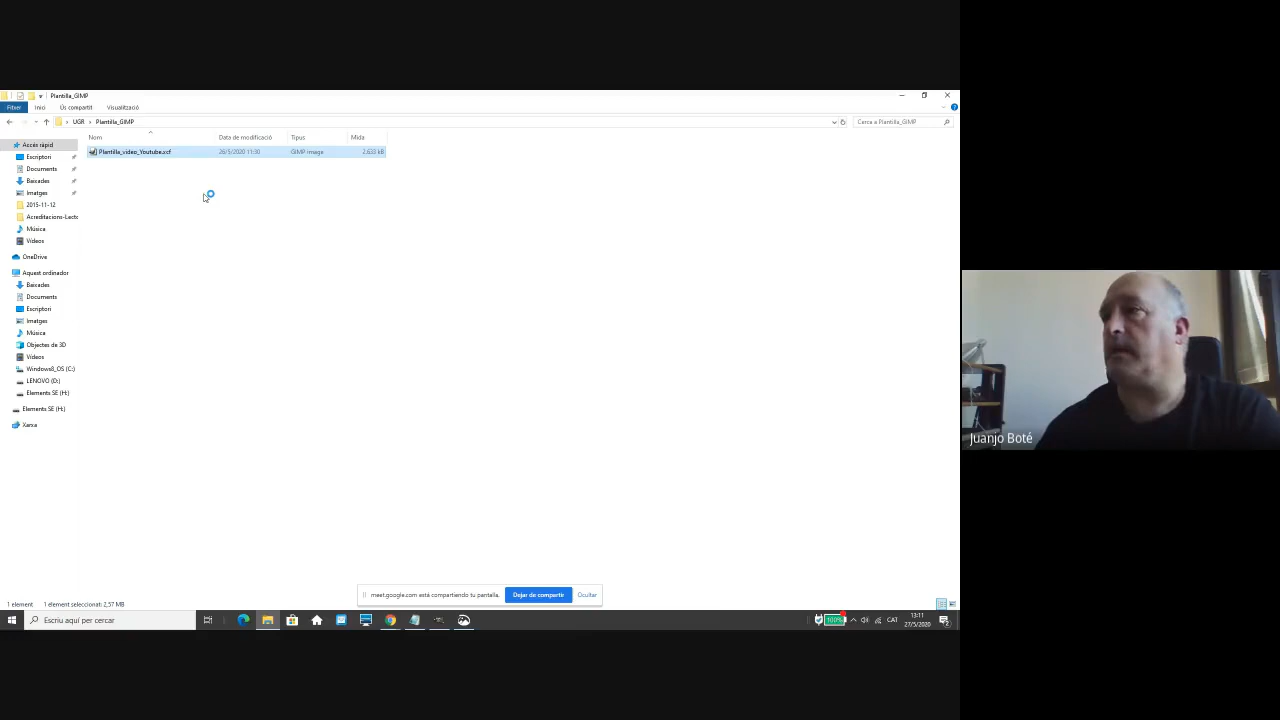 Plantilla_GIMP
Fitxer Inici Ús compartit Visualització
UGR Plantilla_GIMP
Cerca a Plantilla_GIMP
Nom Data de modificació Tipus Mida
Plantilla_video_Youtube.xcf 26/5/2020 11:30 GIMP image 2.633 kB
Accés ràpid
Escriptori
Documents
Baixades
Imatges
2015-11-12
Acreditacions-Lecto
Música
Vídeos
OneDrive
Aquest ordinador
Baixades
Documents
Escriptori
Imatges
Música
Objectes de 3D
Vídeos
Windows8_OS (C:)
LENOVO (D:)
Elements SE (H:)
Elements SE (H:)
Xarxa
Juanjo Boté
meet.google.com está compartiendo tu pantalla. Dejar de compartir Ocultar
1 element 1 element seleccionat: 2,57 MB
Escriu aquí per cercar
100% CAT 13:11
27/5/2020